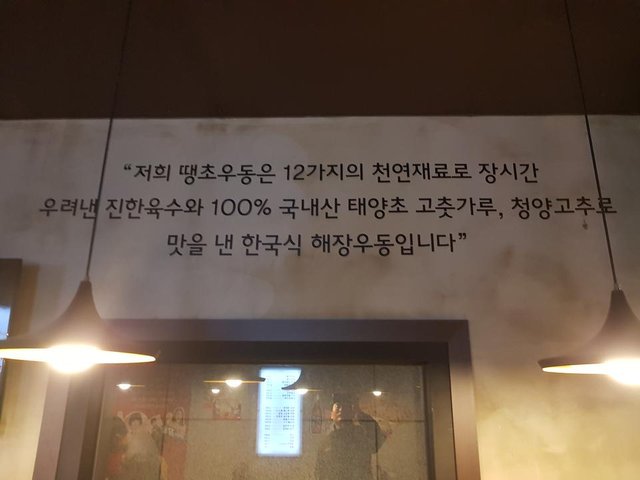 “저희 땡초우동은 12가지의 천연재료로 장시간
우려낸 진한육수와 100% 국내산 태양초 고춧가루, 청양고추로
맛을 낸 한국식 해장우동입니다”